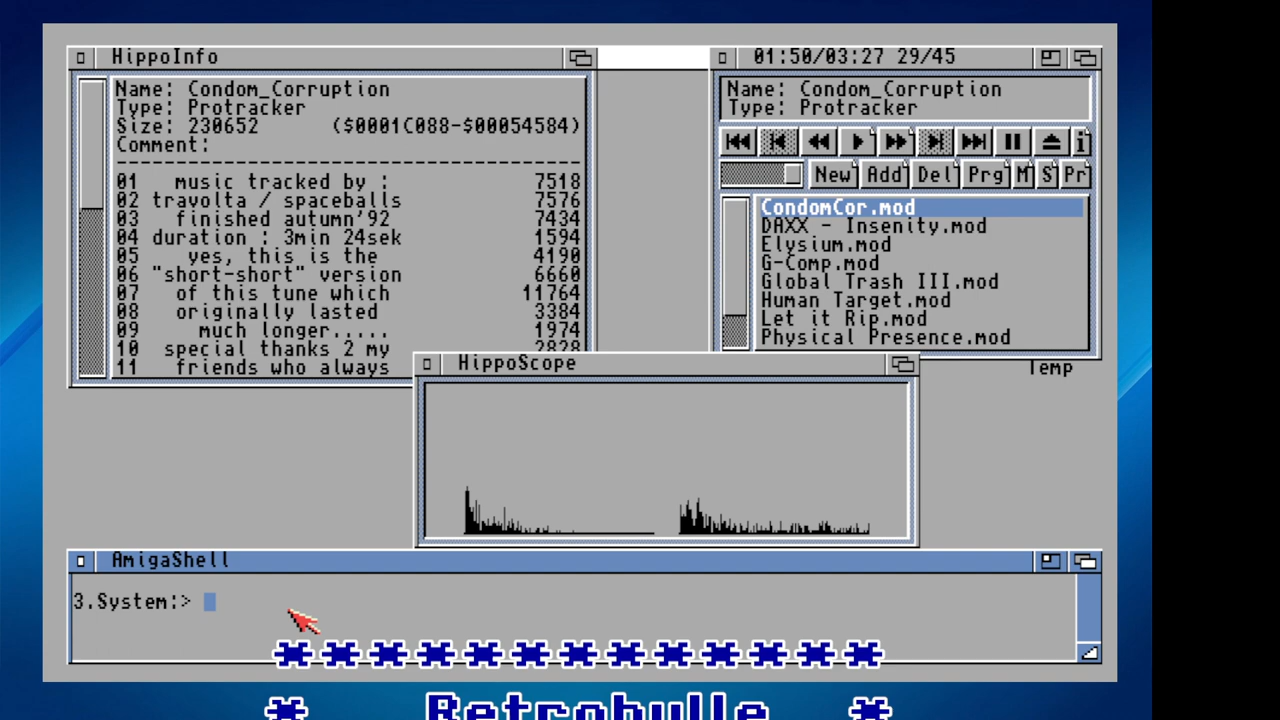 HippoInfo
Name: Condom_Corruption
Type: Protracker
Size: 230652 ($0001C088-$00054584)
Comment:
----------------------------------------
01 music tracked by : 7518
02 travolta / spaceballs 7576
03 finished autumn'92 7434
04 duration : 3min 24sek 1594
05 yes, this is the 4190
06 "short-short" version 6660
07 of this tune which 11764
08 originally lasted 3384
09 much longer..... 1974
10 special thanks 2 my 2828
11 friends who always
01:50/03:27 29/45
Name: Condom_Corruption
Type: Protracker
i
New Add Del Prg M S Pr
CondomCor.mod
DAXX - Insenity.mod
Elysium.mod
G-Comp.mod
Global Trash III.mod
Human Target.mod
Let it Rip.mod
Physical Presence.mod
Temp
HippoScope
AmigaShell
3.System:>
* * * * * * * * * * * * *
* Retrobulle *